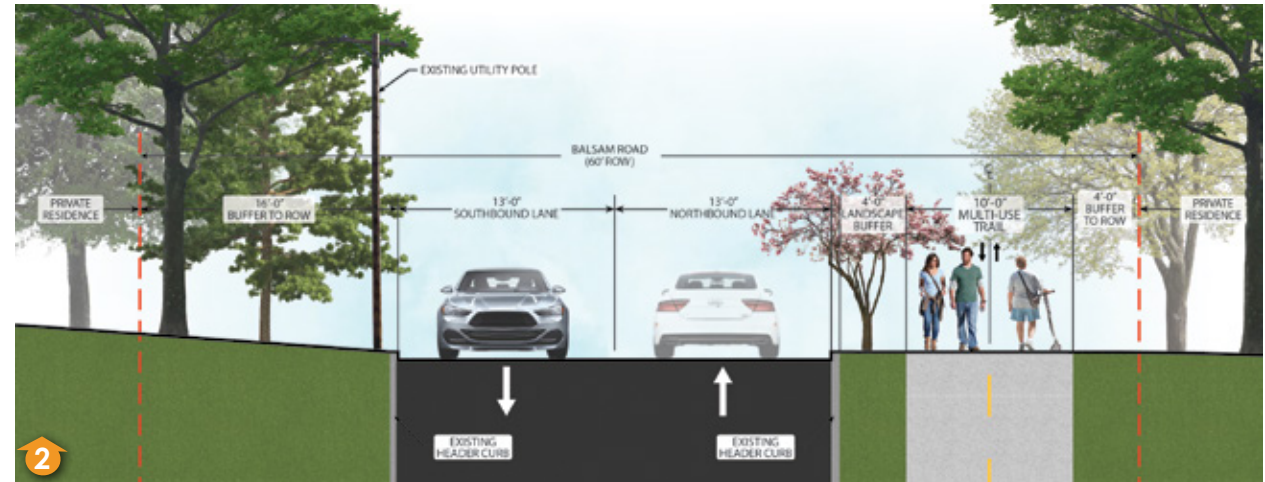 EXISTING UTILITY POLE
BALSAM ROAD
(60' ROW)
PRIVATE
RESIDENCE
16'-0"
BUFFER TO ROW
13'-0"
SOUTHBOUND LANE
13'-0"
NORTHBOUND LANE
4'-0"
LANDSCAPE
BUFFER
10'-0"
MULTI-USE
TRAIL
4'-0"
BUFFER
TO ROW
PRIVATE
RESIDENCE
EXISTING
HEADER CURB
EXISTING
HEADER CURB
2